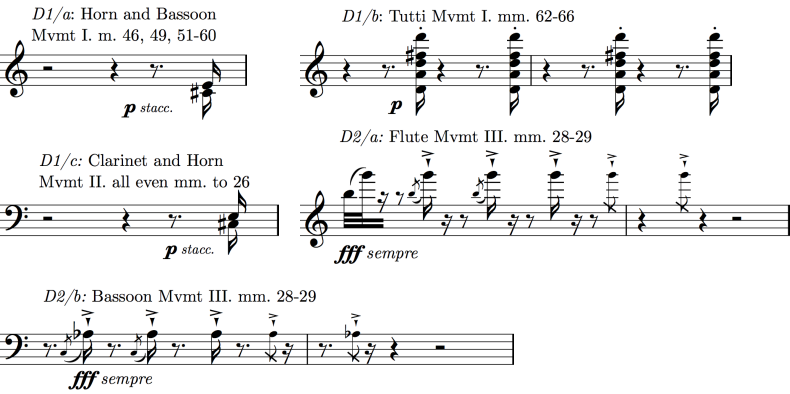 D1/a: Horn and Bassoon
Mvmt I. m. 46, 49, 51-60
p stacc.
D1/b: Tutti Mvmt I. mm. 62-66
p
D1/c: Clarinet and Horn
Mvmt II. all even mm. to 26
p stacc.
D2/a: Flute Mvmt III. mm. 28-29
fff sempre
D2/b: Bassoon Mvmt III. mm. 28-29
fff sempre